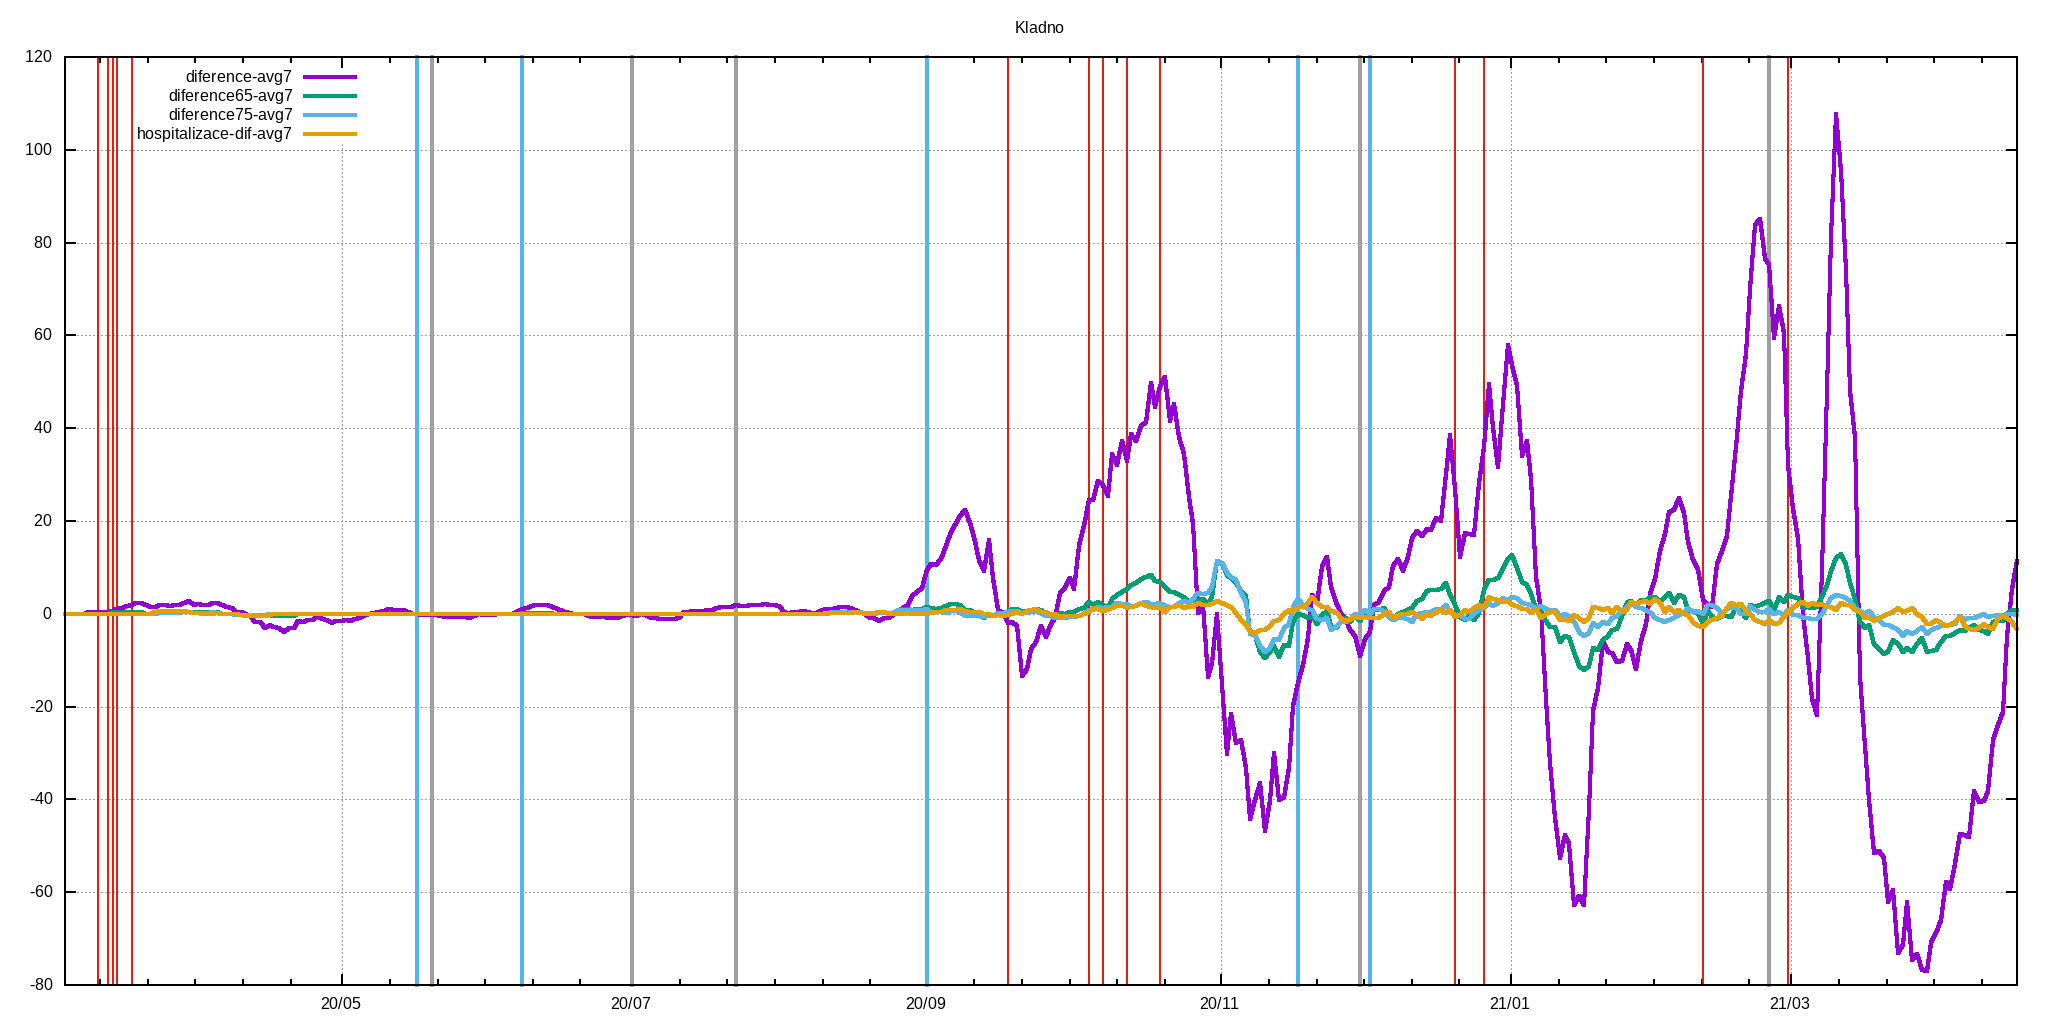 Kladno
diference-avg7
diference65-avg7
diference75-avg7
hospitalizace-dif-avg7
120
100
80
60
40
20
0
-20
-40
-60
-80
20/05 20/07 20/09 20/11 21/01 21/03